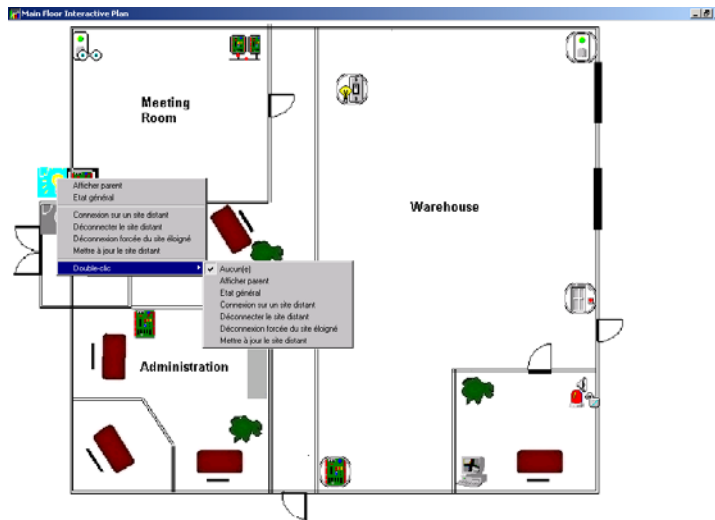 Main Floor Interactive Plan
Meeting
Room
Warehouse
Afficher parent
Etat général
Connexion sur un site distant
Déconnecter le site distant
Déconnexion forcée du site éloigné
Mettre à jour le site distant
Double-clic
Aucun(e)
Afficher parent
Etat général
Connexion sur un site distant
Déconnecter le site distant
Déconnexion forcée du site éloigné
Mettre à jour le site distant
Administration